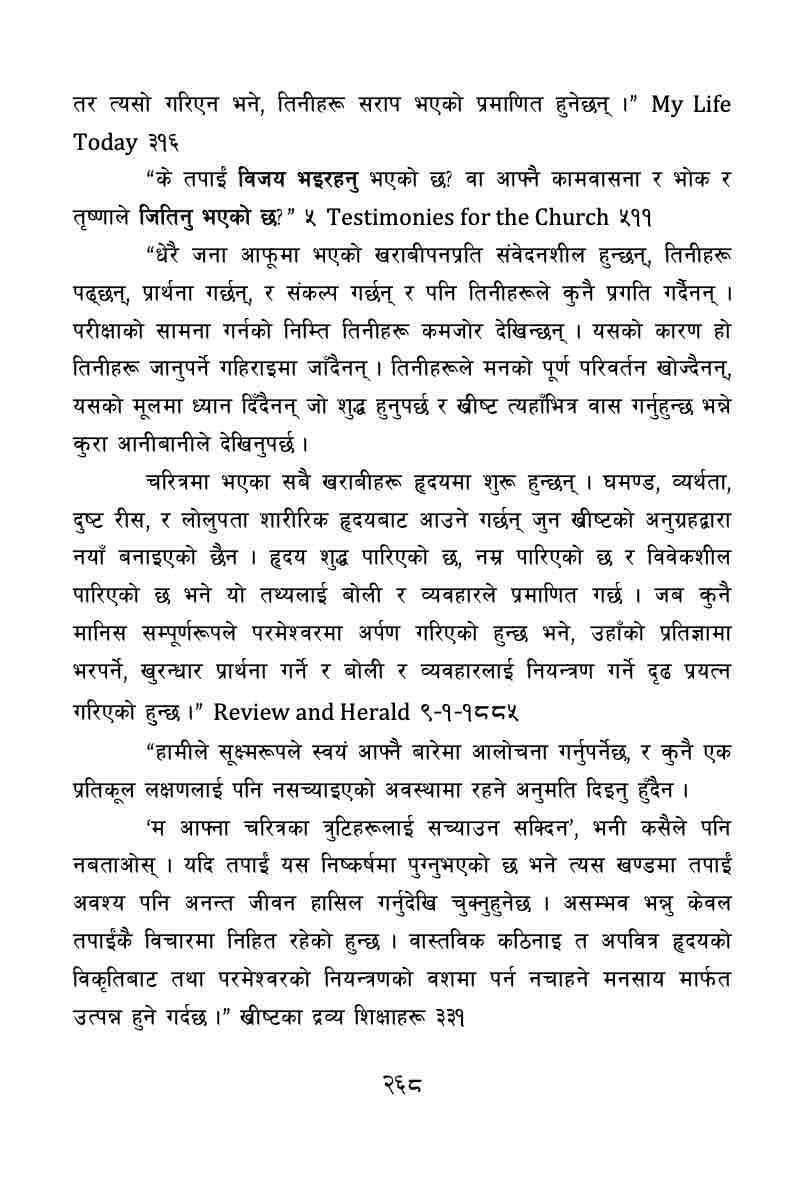 तर त्यसो गरिएन भने, तिनीहरू सराप भएको प्रमाणित हुनेछन् ।” My Life
Today ३१६
“के तपाईं विजय भइरहनु भएको छ? वा आफ्नै कामवासना र भोक र
तृष्णाले जितिनु भएको छ?” ५ Testimonies for the Church ५११
“धेरै जना आफूमा भएको खराबीपनप्रति संवेदनशील हुन्छन्, तिनीहरू
पढ्छन्, प्रार्थना गर्छन्, र संकल्प गर्छन् र पनि तिनीहरूले कुनै प्रगति गर्दैनन् ।
परीक्षाको सामना गर्नको निम्ति तिनीहरू कमजोर देखिन्छन् । यसको कारण हो
तिनीहरू जानुपर्ने गहिराइमा जाँदैनन् । तिनीहरूले मनको पूर्ण परिवर्तन खोज्दैनन्,
यसको मूलमा ध्यान दिँदैनन् जो शुद्ध हुनुपर्छ र ख्रीष्ट त्यहाँभित्र वास गर्नुहुन्छ भन्ने
कुरा आनीबानीले देखिनुपर्छ ।
चरित्रमा भएका सबै खराबीहरू हृदयमा शुरू हुन्छन् । घमण्ड, व्यर्थता,
दुष्ट रीस, र लोलुपता शारीरिक हृदयबाट आउने गर्छन् जुन ख्रीष्टको अनुग्रहद्वारा
नयाँ बनाइएको छैन । हृदय शुद्ध पारिएको छ, नम्र पारिएको छ र विवेकशील
पारिएको छ भने यो तथ्यलाई बोली र व्यवहारले प्रमाणित गर्छ । जब कुनै
मानिस सम्पूर्णरूपले परमेश्वरमा अर्पण गरिएको हुन्छ भने, उहाँको प्रतिज्ञामा
भरपर्ने, खुरन्धार प्रार्थना गर्ने र बोली र व्यवहारलाई नियन्त्रण गर्ने दृढ प्रयत्न
गरिएको हुन्छ ।” Review and Herald ९-१-१८८५
“हामीले सूक्ष्मरूपले स्वयं आफ्नै बारेमा आलोचना गर्नुपर्नेछ, र कुनै एक
प्रतिकूल लक्षणलाई पनि नसच्याइएको अवस्थामा रहने अनुमति दिइनु हुँदैन ।
‘म आफ्ना चरित्रका त्रुटिहरूलाई सच्याउन सक्दिन’, भनी कसैले पनि
नबताओस् । यदि तपाईं यस निष्कर्षमा पुग्नुभएको छ भने त्यस खण्डमा तपाईं
अवश्य पनि अनन्त जीवन हासिल गर्नुदेखि चुक्नुहुनेछ । असम्भव भन्नु केवल
तपाईंकै विचारमा निहित रहेको हुन्छ । वास्तविक कठिनाइ त अपवित्र हृदयको
विकृतिबाट तथा परमेश्वरको नियन्त्रणको वशमा पर्न नचाहने मनसाय मार्फत
उत्पन्न हुने गर्दछ ।” ख्रीष्टका द्रव्य शिक्षाहरू ३३१
२६८